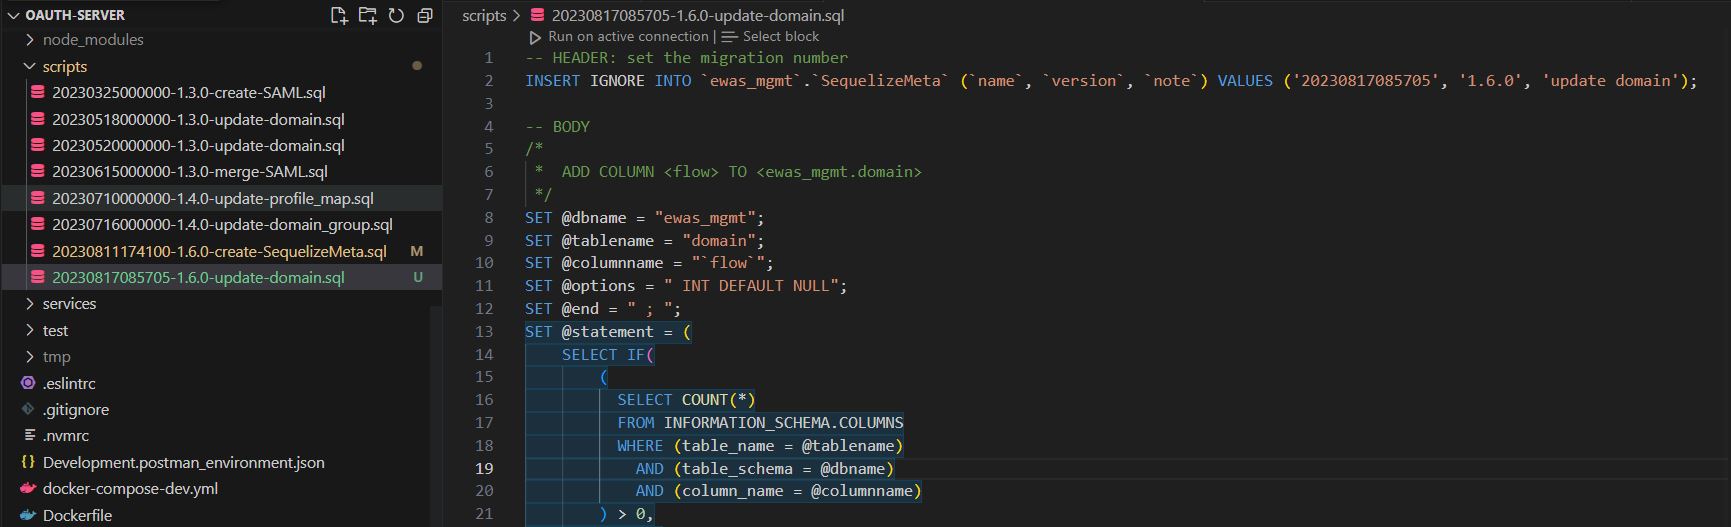 OAUTH-SERVER
node_modules
scripts
20230325000000-1.3.0-create-SAML.sql
20230518000000-1.3.0-update-domain.sql
20230520000000-1.3.0-update-domain.sql
20230615000000-1.3.0-merge-SAML.sql
20230710000000-1.4.0-update-profile_map.sql
20230716000000-1.4.0-update-domain_group.sql
20230811174100-1.6.0-create-SequelizeMeta.sql M
20230817085705-1.6.0-update-domain.sql U
services
test
tmp
.eslintrc
.gitignore
.nvmrc
Development.postman_environment.json
docker-compose-dev.yml
Dockerfile
scripts > 20230817085705-1.6.0-update-domain.sql
Run on active connection | Select block
1 -- HEADER: set the migration number
2 INSERT IGNORE INTO `ewas_mgmt`.`SequelizeMeta` (`name`, `version`, `note`) VALUES ('20230817085705', '1.6.0', 'update domain');
3
4 -- BODY
5 /*
6 *  ADD COLUMN <flow> TO <ewas_mgmt.domain>
7 */
8 SET @dbname = "ewas_mgmt";
9 SET @tablename = "domain";
10 SET @columnname = "`flow`";
11 SET @options = " INT DEFAULT NULL";
12 SET @end = " ; ";
13 SET @statement = (
14 SELECT IF(
15 (
16 SELECT COUNT(*)
17 FROM INFORMATION_SCHEMA.COLUMNS
18 WHERE (table_name = @tablename)
19 AND (table_schema = @dbname)
20 AND (column_name = @columnname)
21 ) > 0,